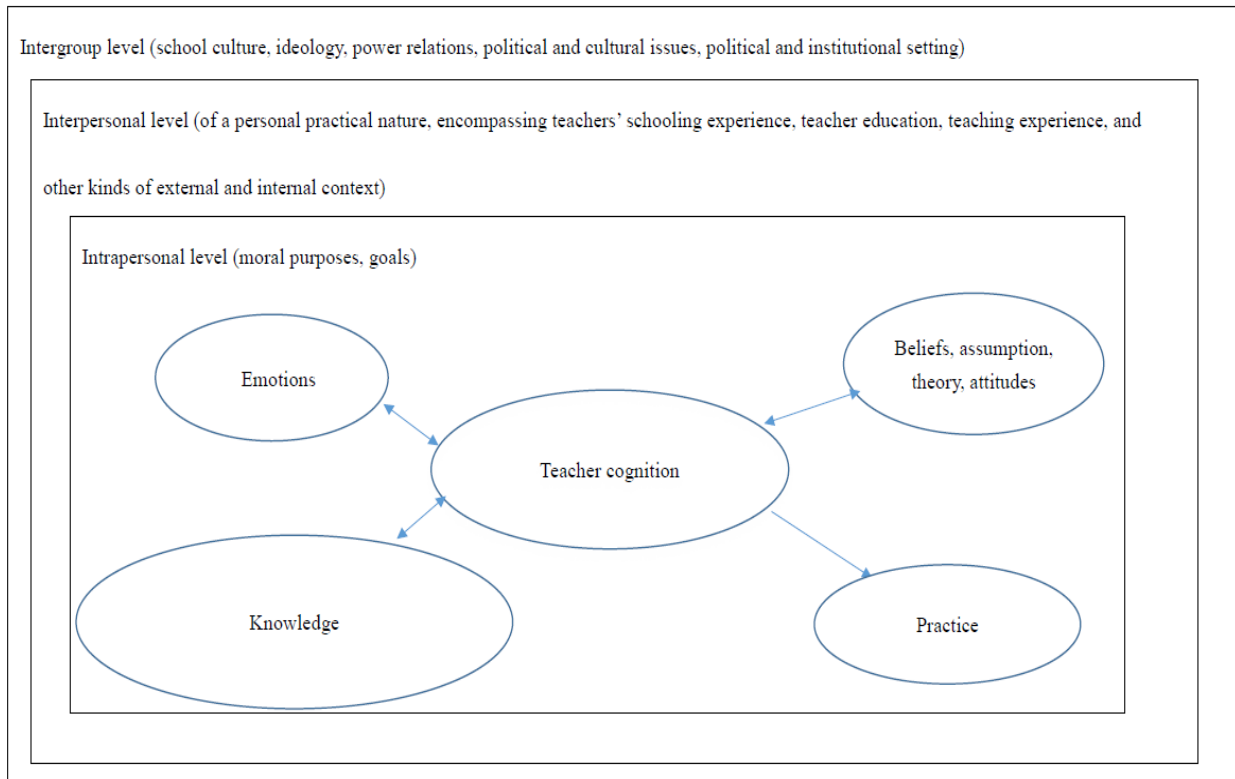 Intergroup level (school culture, ideology, power relations, political and cultural issues, political and institutional setting)
Interpersonal level (of a personal practical nature, encompassing teachers’ schooling experience, teacher education, teaching experience, and
other kinds of external and internal context)
Intrapersonal level (moral purposes, goals)
Emotions
Beliefs, assumption,
theory, attitudes
Teacher cognition
Knowledge
Practice